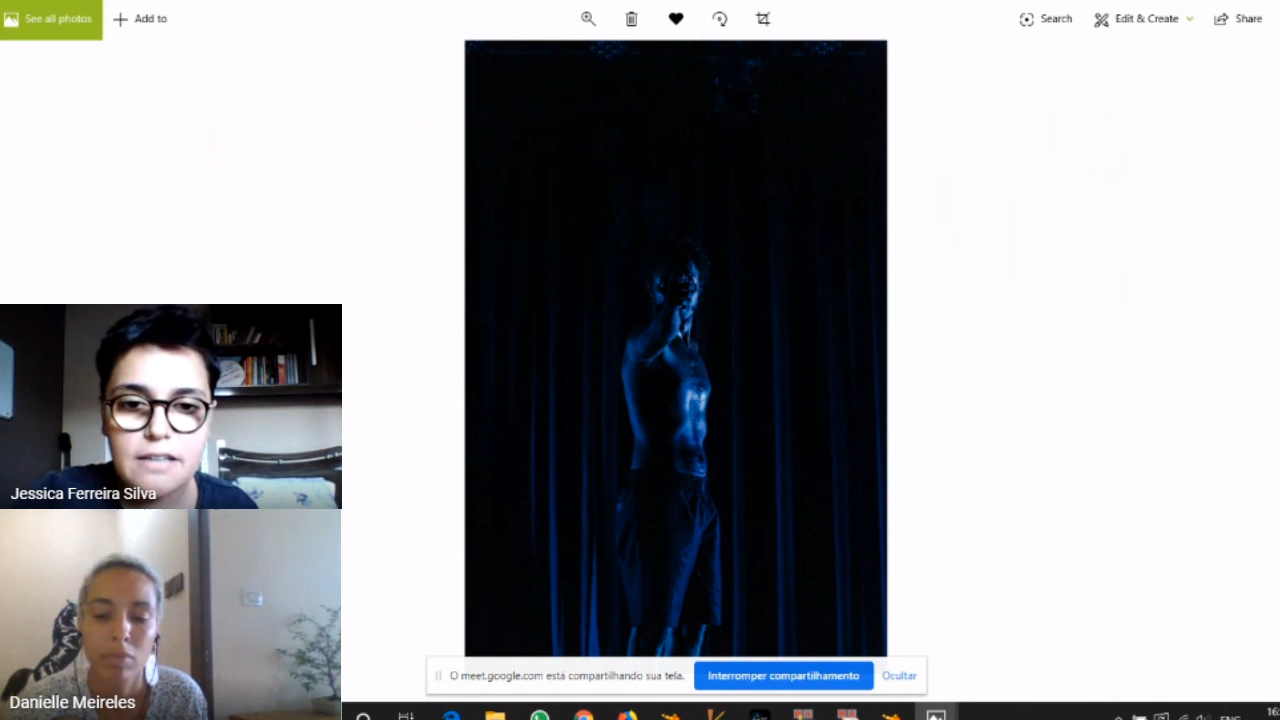 See all photos
Add to
Search
Edit & Create
Share
Jessica Ferreira Silva
Danielle Meireles
O meet.google.com está compartilhando sua tela.
Interromper compartilhamento
Ocultar
ENG